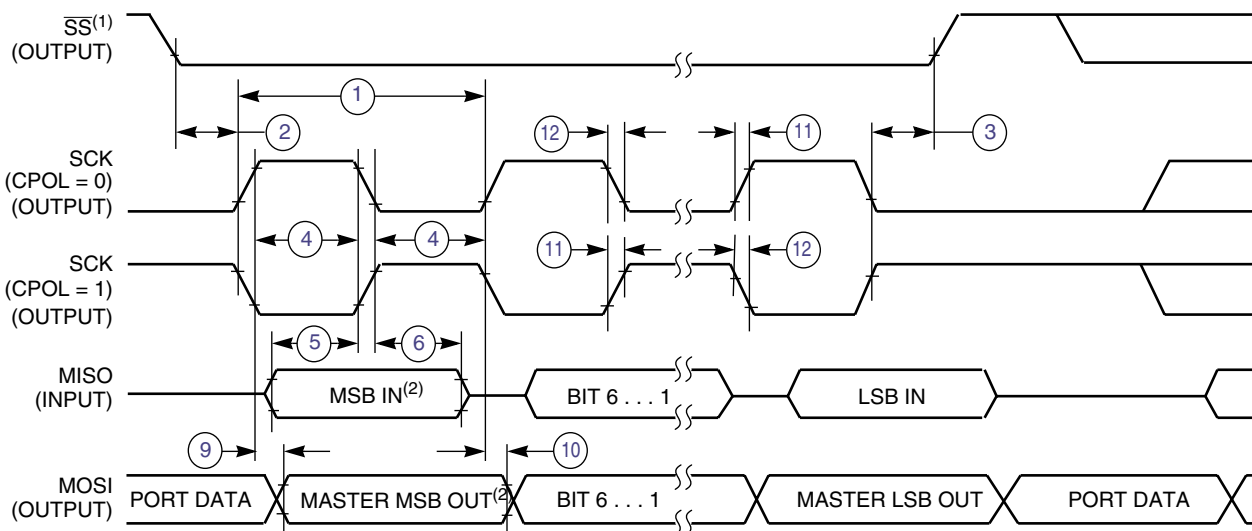 SS(1)
(OUTPUT)
1
2
12
11
3
SCK
(CPOL = 0)
(OUTPUT)
4
4
11
12
SCK
(CPOL = 1)
(OUTPUT)
5
6
MISO
(INPUT)
MSB IN(2)
BIT 6 . . . 1
LSB IN
9
10
MOSI
(OUTPUT)
PORT DATA
MASTER MSB OUT(2)
BIT 6 . . . 1
MASTER LSB OUT
PORT DATA